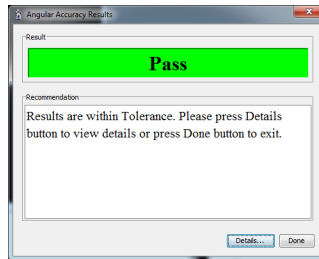 Angular Accuracy Results
Result
Pass
Recommendation
Results are within Tolerance. Please press Details
button to view details or press Done button to exit.
Details... Done